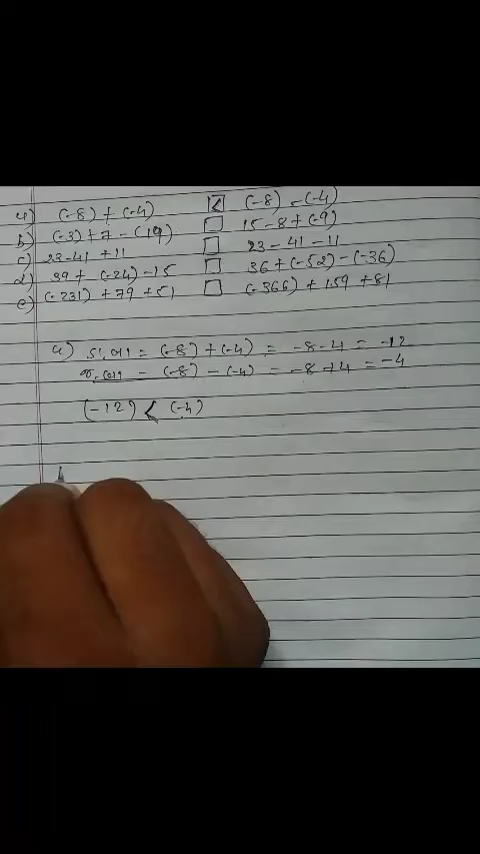 a) (-8) + (-4) < (-8) - (-4)
b) (-3) + 7 - (19) 15 - 8 + (-9)
c) 23 - 41 + 11 23 - 41 - 11
d) 39 + (-24) - 15 36 + (-52) - (-36)
e) (-231) + 79 + 51 (-366) + 159 + 81
a) = (-8) + (-4) = -8 - 4 = -12
= (-8) - (-4) = -8 + 4 = -4
(-12) < (-4)